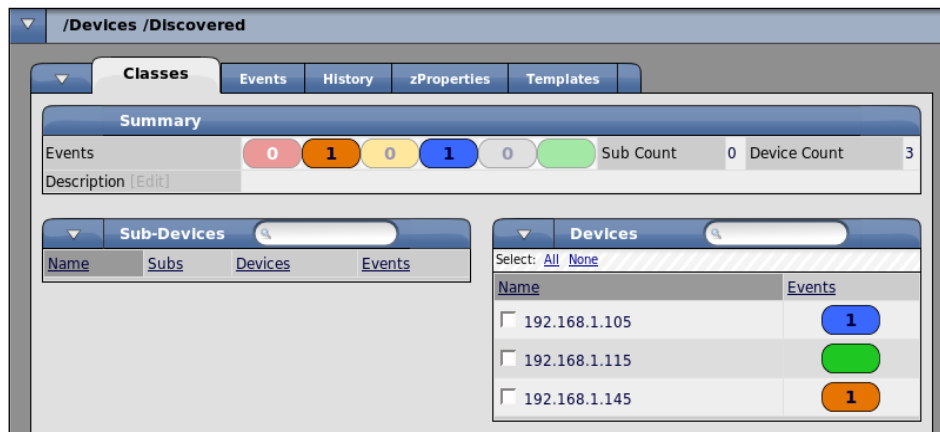 /Devices /Discovered
Classes Events History zProperties Templates
Summary
Events 0 1 0 1 0 Sub Count 0 Device Count 3
Description [Edit]
Sub-Devices
Name Subs Devices Events
Devices
Select: All None
Name Events
192.168.1.105 1
192.168.1.115
192.168.1.145 1